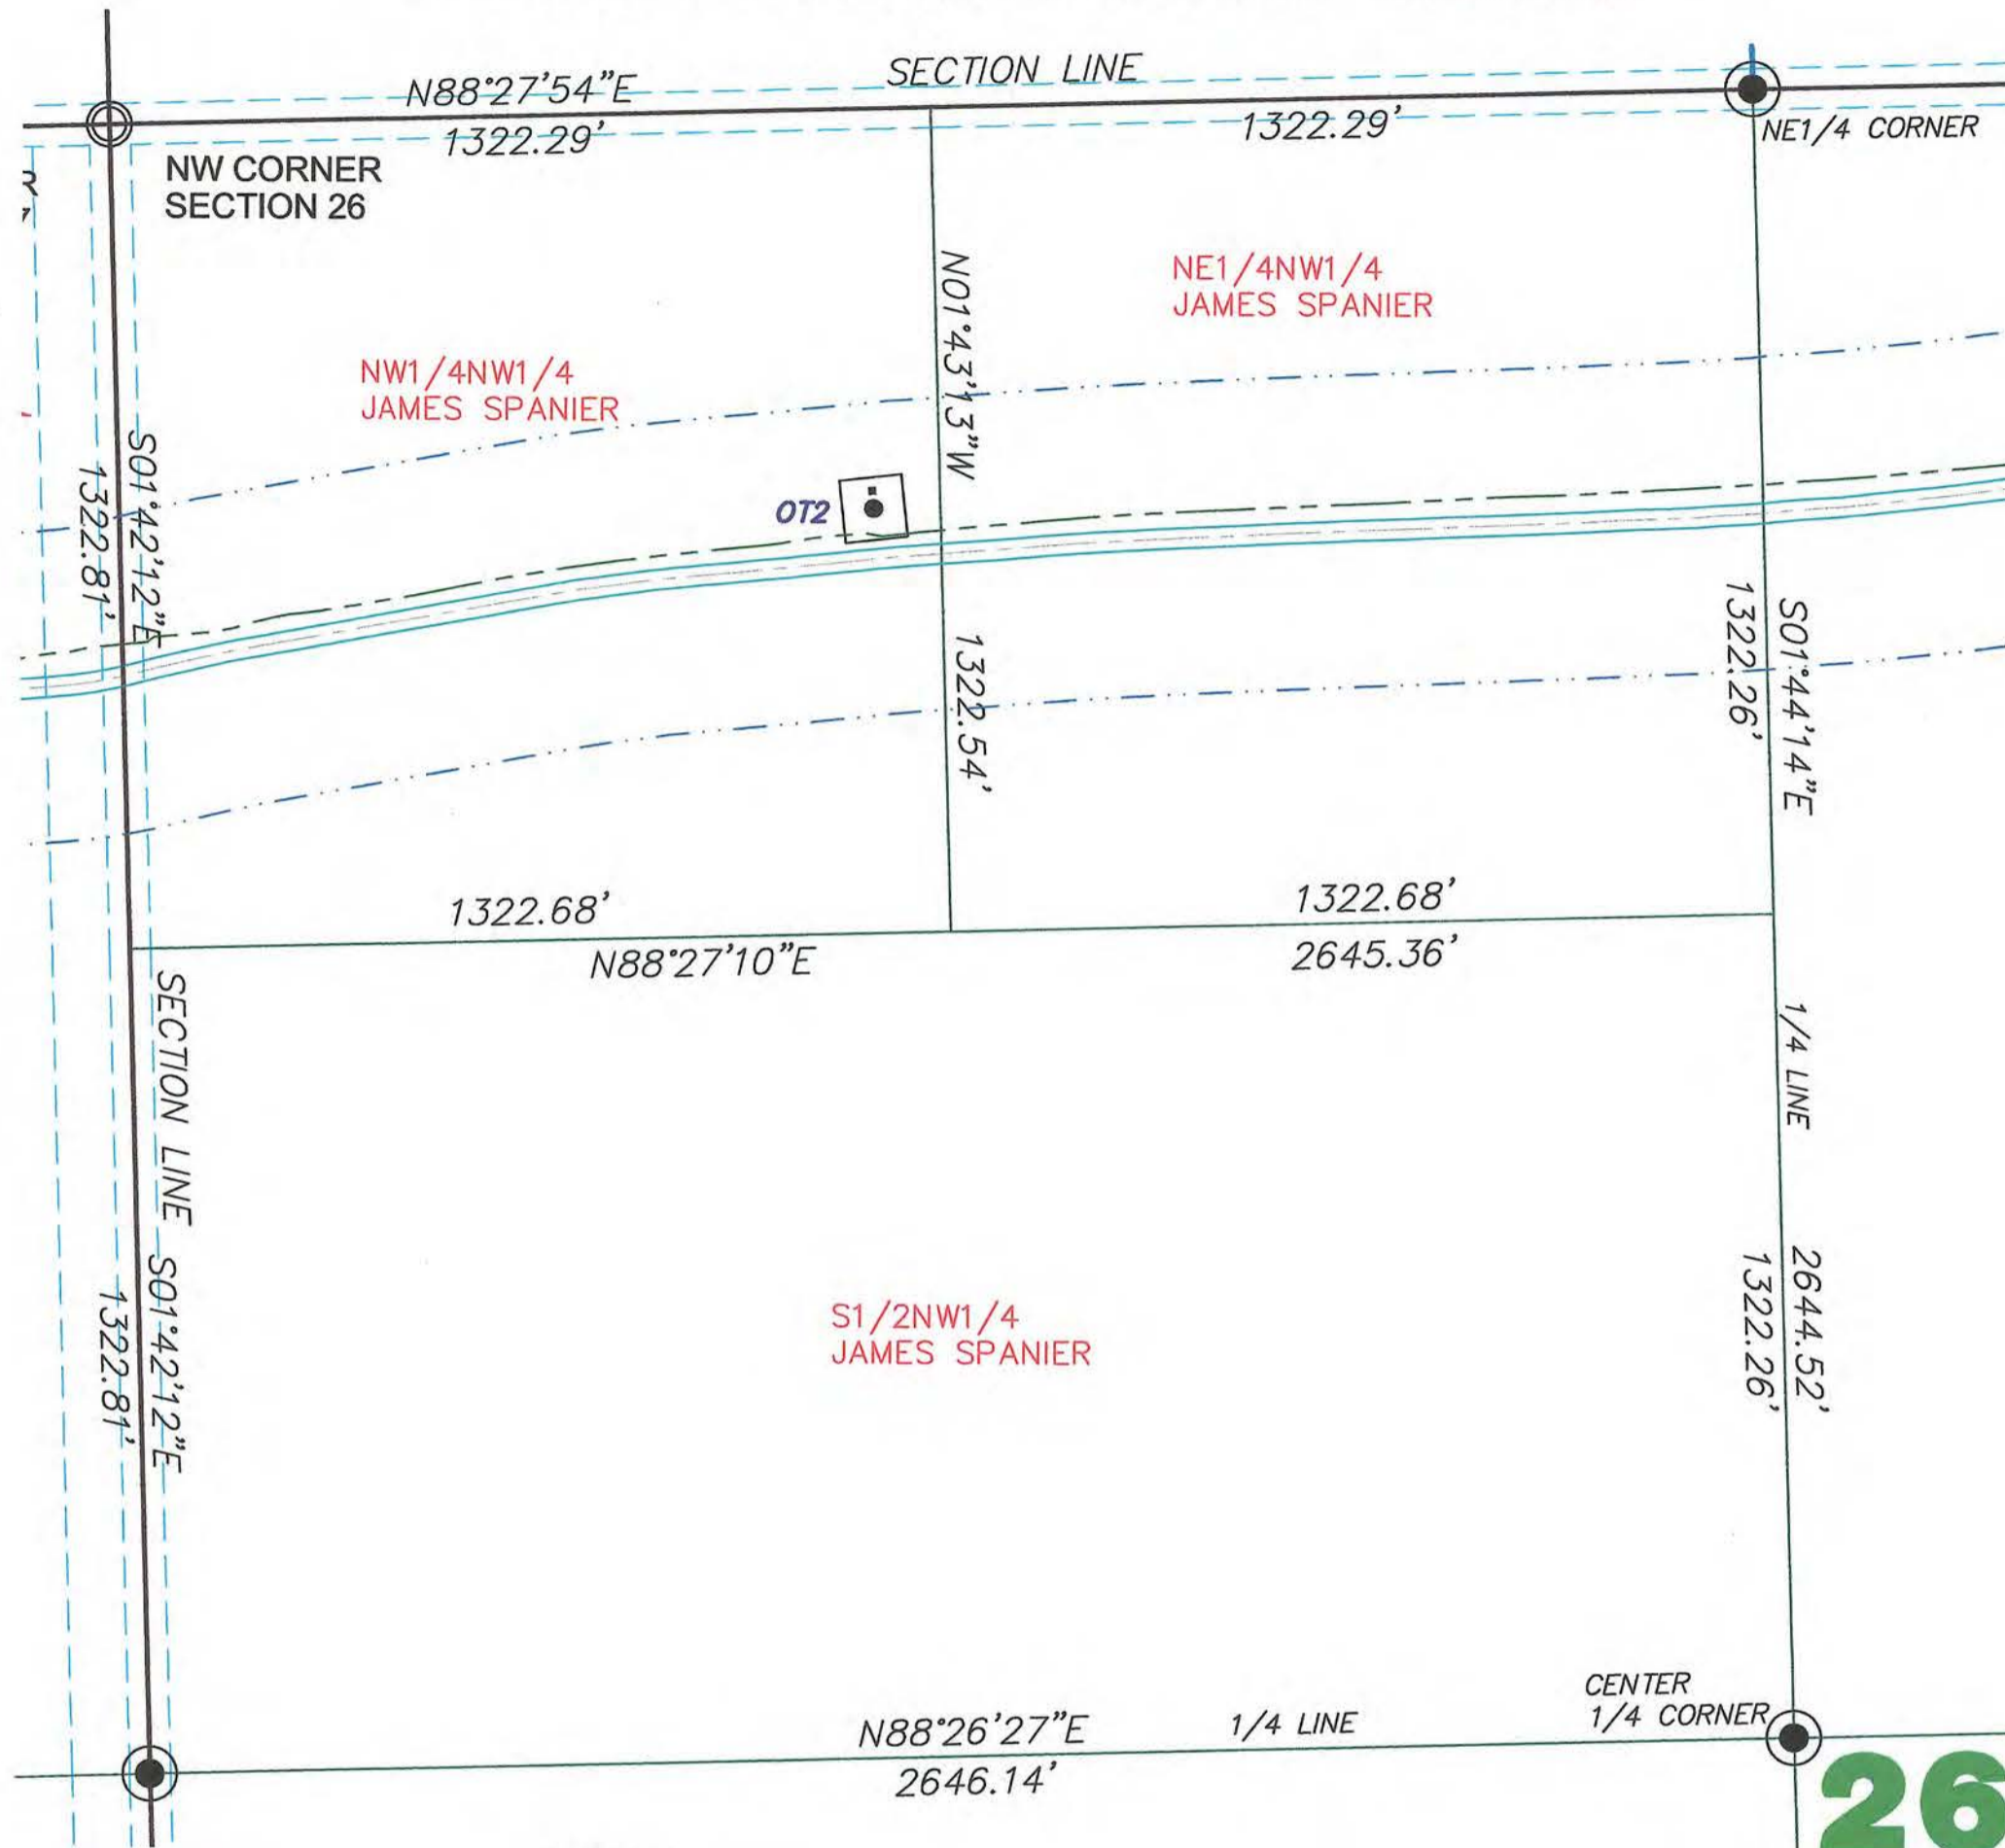 SECTION LINE
N88°27'54"E
1322.29'
1322.29'
NE1/4 CORNER
NW CORNER
SECTION 26
NE1/4NW1/4
JAMES SPANIER
N01°43'13"W
NW1/4NW1/4
JAMES SPANIER
S01°42'12"E
1322.81'
OT2
1322.54'
1322.26'
S01°44'14"E
1322.68'
N88°27'10"E
1322.68'
2645.36'
SECTION LINE
S01°42'12"E
1322.81'
1/4 LINE
2644.52'
1322.26'
S1/2NW1/4
JAMES SPANIER
CENTER
1/4 CORNER
N88°26'27"E
1/4 LINE
2646.14'
26